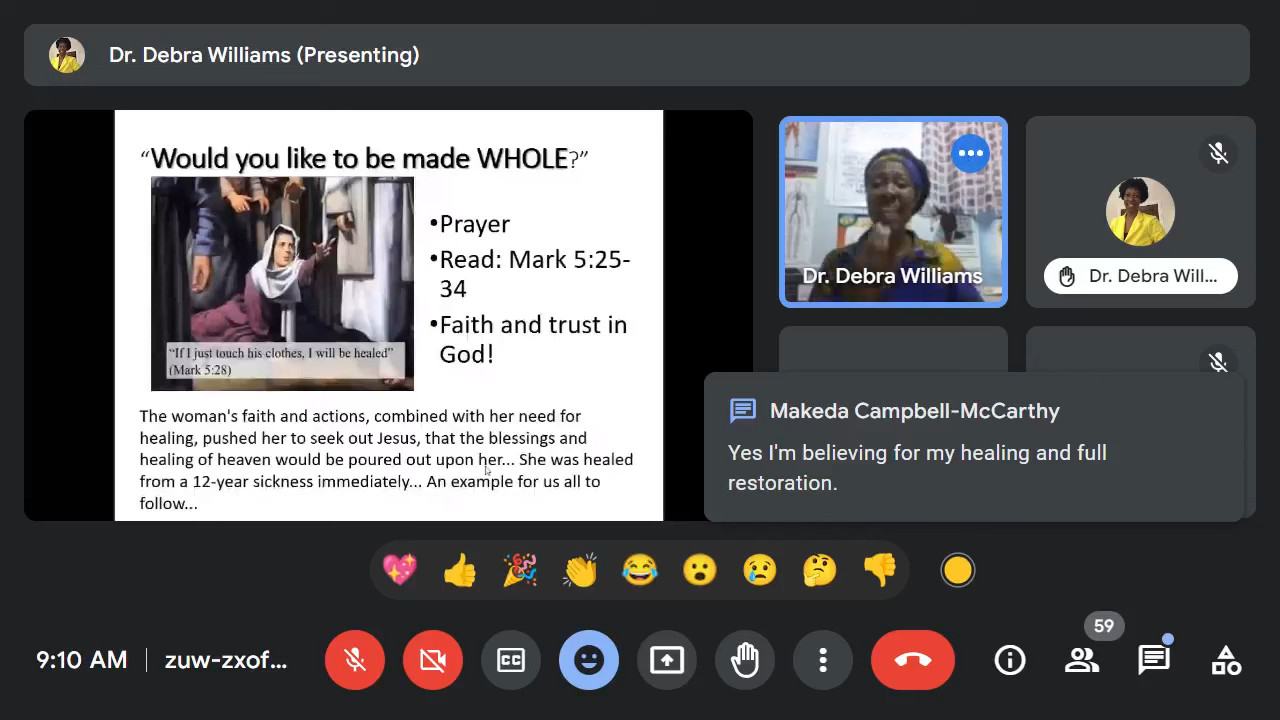 Dr. Debra Williams (Presenting)
“Would you like to be made WHOLE?”
•Prayer
•Read: Mark 5:25-
34
•Faith and trust in
God!
“If I just touch his clothes, I will be healed”
(Mark 5:28)
The woman's faith and actions, combined with her need for
healing, pushed her to seek out Jesus, that the blessings and
healing of heaven would be poured out upon her... She was healed
from a 12-year sickness immediately... An example for us all to
follow...
Dr. Debra Williams
Dr. Debra Will...
Makeda Campbell-McCarthy
Yes I'm believing for my healing and full
restoration.
9:10 AM
zuw-zxof...
CC
59